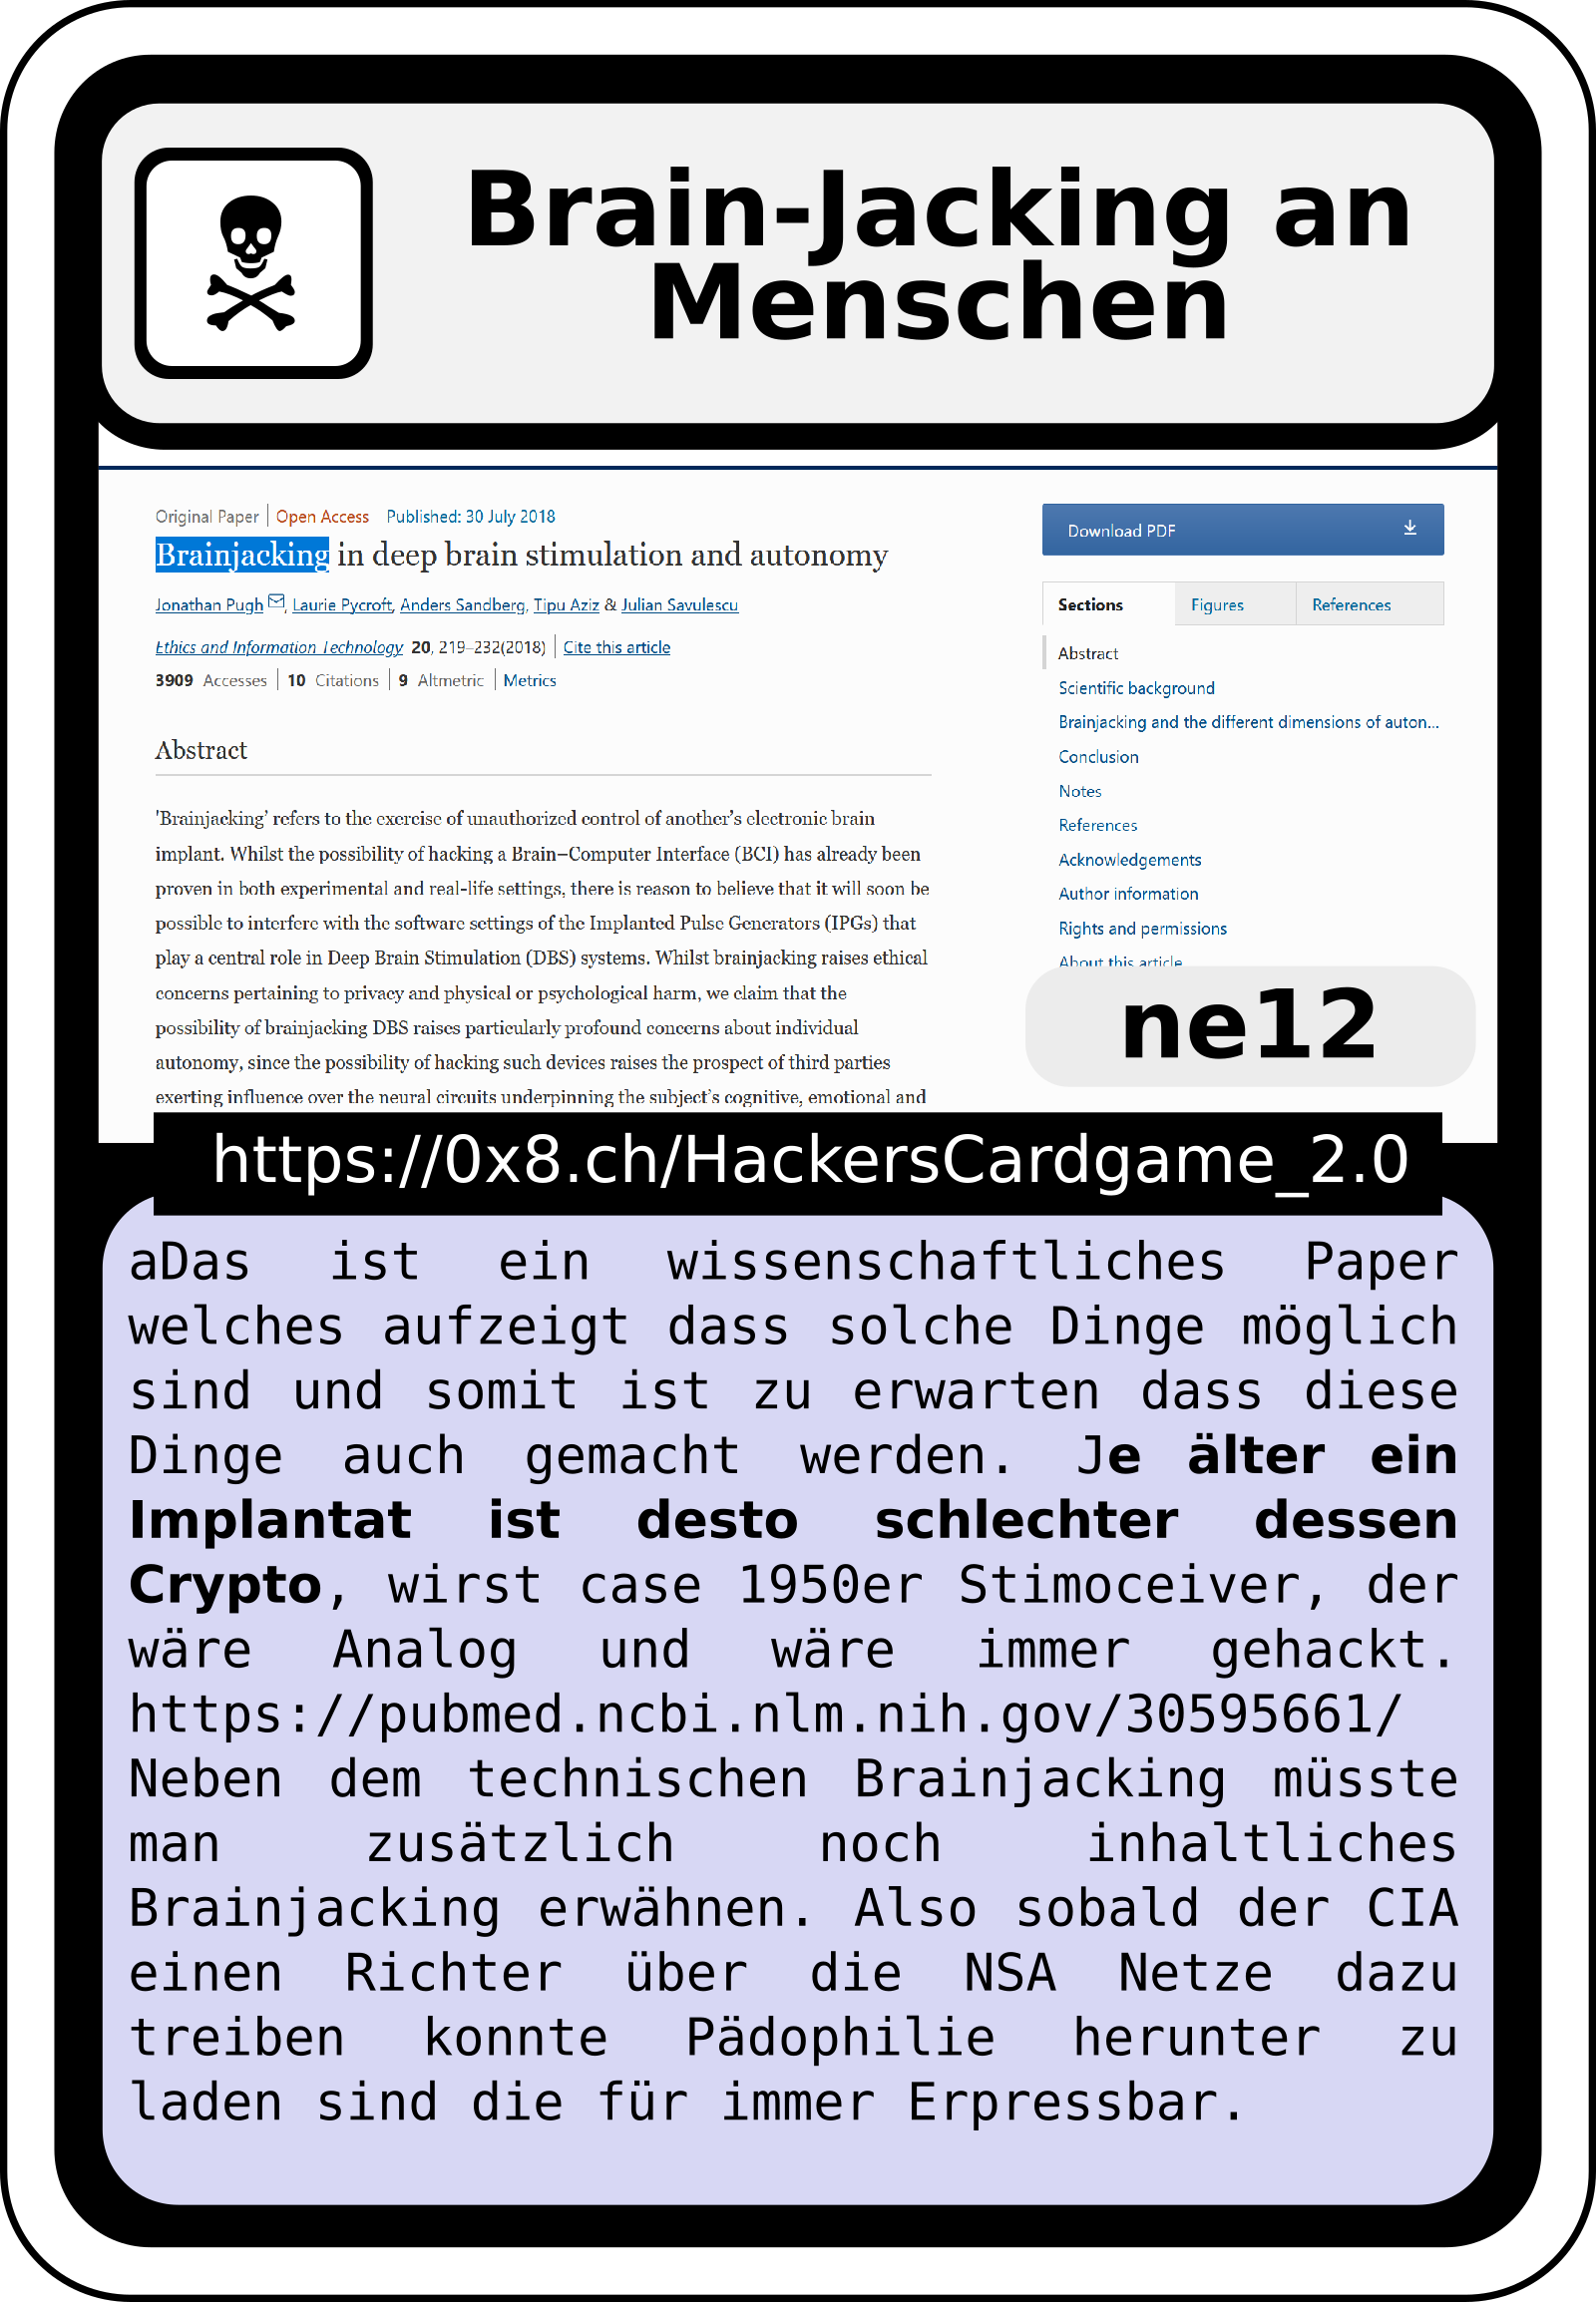 Brain-Jacking an
Menschen
Original Paper | Open Access Published: 30 July 2018
Brainjacking in deep brain stimulation and autonomy
Jonathan Pugh, Laurie Pycroft, Anders Sandberg, Tipu Aziz & Julian Savulescu
Ethics and Information Technology 20, 219–232(2018) | Cite this article
3909 Accesses | 10 Citations | 9 Altmetric | Metrics
Abstract
'Brainjacking’ refers to the exercise of unauthorized control of another’s electronic brain
implant. Whilst the possibility of hacking a Brain–Computer Interface (BCI) has already been
proven in both experimental and real-life settings, there is reason to believe that it will soon be
possible to interfere with the software settings of the Implanted Pulse Generators (IPGs) that
play a central role in Deep Brain Stimulation (DBS) systems. Whilst brainjacking raises ethical
concerns pertaining to privacy and physical or psychological harm, we claim that the
possibility of brainjacking DBS raises particularly profound concerns about individual
autonomy, since the possibility of hacking such devices raises the prospect of third parties
exerting influence over the neural circuits underpinning the subject’s cognitive, emotional and
Download PDF
Sections Figures References
Abstract
Scientific background
Brainjacking and the different dimensions of auton...
Conclusion
Notes
References
Acknowledgements
Author information
Rights and permissions
About this article
ne12
https://0x8.ch/HackersCardgame_2.0
aDas ist ein wissenschaftliches Paper
welches aufzeigt dass solche Dinge möglich
sind und somit ist zu erwarten dass diese
Dinge auch gemacht werden. Je älter ein
Implantat ist desto schlechter dessen
Crypto, wirst case 1950er Stimoceiver, der
wäre Analog und wäre immer gehackt.
https://pubmed.ncbi.nlm.nih.gov/30595661/
Neben dem technischen Brainjacking müsste
man zusätzlich noch inhaltliches
Brainjacking erwähnen. Also sobald der CIA
einen Richter über die NSA Netze dazu
treiben konnte Pädophilie herunter zu
laden sind die für immer Erpressbar.